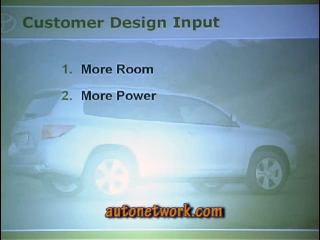 Customer Design Input
1. More Room
2. More Power
autonetwork.com